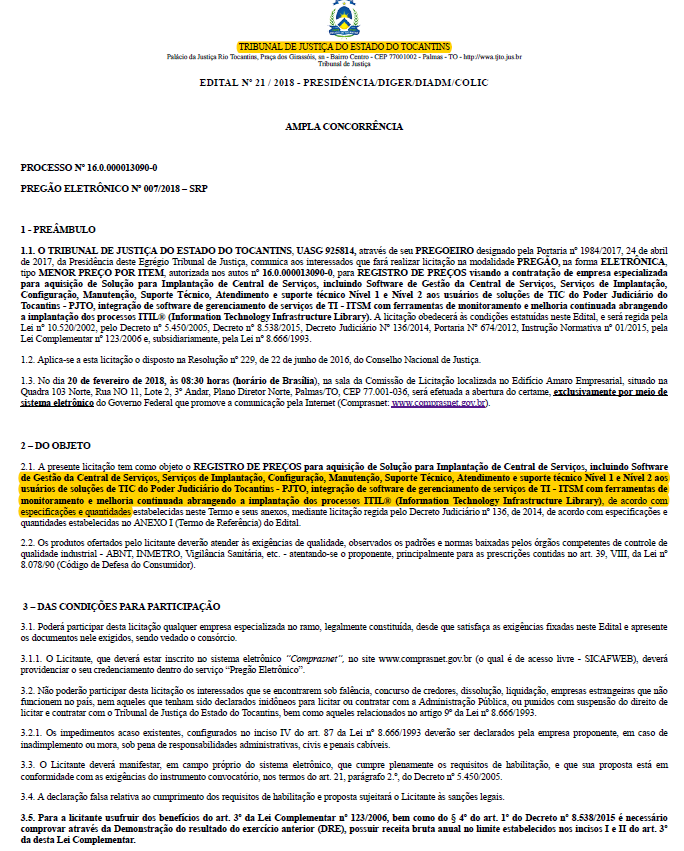 TRIBUNAL DE JUSTIÇA DO ESTADO DO TOCANTINS
Palácio da Justiça Rio Tocantins, Praça dos Girassóis, sn - Bairro Centro - CEP 77001002 - Palmas - TO - http://wwa.tjto.jus.br
Tribunal de Justiça
EDITAL Nº 21 / 2018 - PRESIDÊNCIA/DIGER/DIADM/COLIC
AMPLA CONCORRÊNCIA
PROCESSO Nº 16.0.000013090-0
PREGÃO ELETRÔNICO Nº 007/2018 – SRP
1 - PREÂMBULO
1.1. O TRIBUNAL DE JUSTIÇA DO ESTADO DO TOCANTINS, UASG 925814, através de seu PREGOEIRO designado pela Portaria nº 1984/2017, 24 de abril
de 2017, da Presidência deste Egrégio Tribunal de Justiça, comunica aos interessados que fará realizar licitação na modalidade PREGÃO, na forma ELETRÔNICA,
tipo MENOR PREÇO POR ITEM, autorizada nos autos nº 16.0.000013090-0, para REGISTRO DE PREÇOS visando a contratação de empresa especializada
para aquisição de Solução para Implantação de Central de Serviços, incluindo Software de Gestão da Central de Serviços, Serviços de Implantação,
Configuração, Manutenção, Suporte Técnico, Atendimento e suporte técnico Nível 1 e Nível 2 aos usuários de soluções de TIC do Poder Judiciário do
Tocantins - PJTO, integração de software de gerenciamento de serviços de TI - ITSM com ferramentas de monitoramento e melhoria continuada abrangendo
a implantação dos processos ITIL® (Information Technology Infrastructure Library). A licitação obedecerá às condições estatuídas neste Edital, e será regida pela
Lei nº 10.520/2002, pelo Decreto nº 5.450/2005, Decreto nº 8.538/2015, Decreto Judiciário Nº 136/2014, Portaria Nº 674/2012, Instrução Normativa nº 01/2015, pela
Lei Complementar nº 123/2006 e, subsidiariamente, pela Lei nº 8.666/1993.
1.2. Aplica-se a esta licitação o disposto na Resolução nº 229, de 22 de junho de 2016, do Conselho Nacional de Justiça.
1.3. No dia 20 de fevereiro de 2018, às 08:30 horas (horário de Brasília), na sala da Comissão de Licitação localizada no Edifício Amaro Empresarial, situado na
Quadra 103 Norte, Rua NO 11, Lote 2, 3º Andar, Plano Diretor Norte, Palmas/TO, CEP 77.001-036, será efetuada a abertura do certame, exclusivamente por meio de
sistema eletrônico do Governo Federal que promove a comunicação pela Internet (Comprasnet: www.comprasnet.gov.br).
2 – DO OBJETO
2.1. A presente licitação tem como objeto o REGISTRO DE PREÇOS para aquisição de Solução para Implantação de Central de Serviços, incluindo Software
de Gestão da Central de Serviços, Serviços de Implantação, Configuração, Manutenção, Suporte Técnico, Atendimento e suporte técnico Nível 1 e Nível 2 aos
usuários de soluções de TIC do Poder Judiciário do Tocantins - PJTO, integração de software de gerenciamento de serviços de TI - ITSM com ferramentas de
monitoramento e melhoria continuada abrangendo a implantação dos processos ITIL® (Information Technology Infrastructure Library), de acordo com
especificações e quantidades estabelecidas neste Termo e seus anexos, mediante licitação regida pelo Decreto Judiciário nº 136, de 2014, de acordo com especificações e
quantidades estabelecidas no ANEXO I (Termo de Referência) do Edital.
2.2. Os produtos ofertados pelo licitante deverão atender às exigências de qualidade, observados os padrões e normas baixadas pelos órgãos competentes de controle de
qualidade industrial - ABNT, INMETRO, Vigilância Sanitária, etc. - atentando-se o proponente, principalmente para as prescrições contidas no art. 39, VIII, da Lei nº
8.078/90 (Código de Defesa do Consumidor).
3 – DAS CONDIÇÕES PARA PARTICIPAÇÃO
3.1. Poderá participar desta licitação qualquer empresa especializada no ramo, legalmente constituída, desde que satisfaça as exigências fixadas neste Edital e apresente
os documentos nele exigidos, sendo vedado o consórcio.
3.1.1. O Licitante, que deverá estar inscrito no sistema eletrônico "Comprasnet", no site www.comprasnet.gov.br (o qual é de acesso livre - SICAFWEB), deverá
providenciar o seu credenciamento dentro do serviço "Pregão Eletrônico".
3.2. Não poderão participar desta licitação os interessados que se encontrarem sob falência, concurso de credores, dissolução, liquidação, empresas estrangeiras que não
funcionem no país, nem aqueles que tenham sido declarados inidôneos para licitar ou contratar com a Administração Pública, ou punidos com suspensão do direito de
licitar e contratar com o Tribunal de Justiça do Estado do Tocantins, bem como aqueles relacionados no artigo 9º da Lei nº 8.666/1993.
3.2.1. Os impedimentos acaso existentes, configurados no inciso IV do art. 87 da Lei nº 8.666/1993 deverão ser declarados pela empresa proponente, em caso de
inadimplemento ou mora, sob pena de responsabilidades administrativas, civis e penais cabíveis.
3.3. O Licitante deverá manifestar, em campo próprio do sistema eletrônico, que cumpre plenamente os requisitos de habilitação, e que sua proposta está em
conformidade com as exigências do instrumento convocatório, nos termos do art. 21, parágrafo 2.º, do Decreto nº 5.450/2005.
3.4. A declaração falsa relativa ao cumprimento dos requisitos de habilitação e proposta sujeitará o Licitante às sanções legais.
3.5. Para a licitante usufruir dos benefícios do art. 3º da Lei Complementar nº 123/2006, bem como do § 4º do art. 1º do Decreto nº 8.538/2015 é necessário
comprovar através da Demonstração do resultado do exercício anterior (DRE), possuir receita bruta anual no limite estabelecidos nos incisos I e II do art. 3º
da desta Lei Complementar.